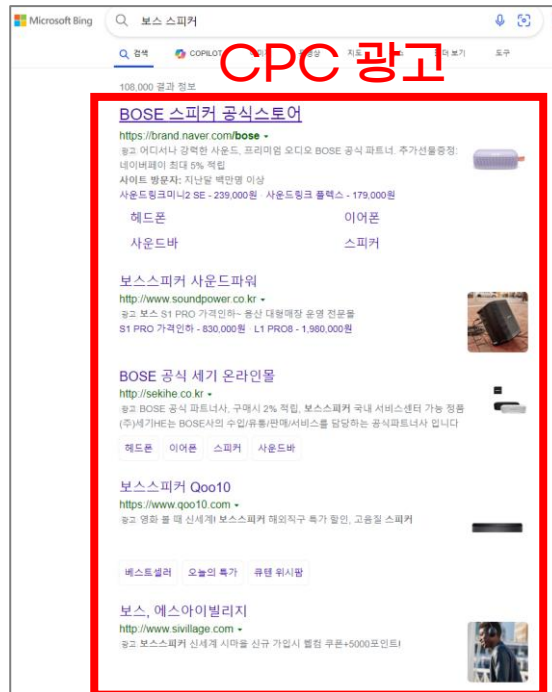 Microsoft Bing
보스 스피커
검색
COPILOT
지도
더 보기
도구
CPC 광고
108,000 결과 정보
BOSE 스피커 공식스토어
https://brand.naver.com/bose
광고 어디서나 강력한 사운드, 프리미엄 오디오 BOSE 공식 파트너. 추가선물증정:
네이버페이 최대 5% 적립
사이트 방문자: 지난달 백만명 이상
사운드링크미니2 SE - 239,000원 · 사운드링크 플렉스 - 179,000원
헤드폰 이어폰
사운드바 스피커
보스스피커 사운드파워
http://www.soundpower.co.kr
광고 보스 S1 PRO 가격인하~ 용산 대형매장 운영 전문몰
S1 PRO 가격인하 - 830,000원 · L1 PRO8 - 1,980,000원
BOSE 공식 세기 온라인몰
http://sekihe.co.kr
광고 BOSE 공식 파트너사, 구매시 2% 적립, 보스스피커 국내 서비스센터 가능 정품
(주)세기HE는 BOSE사의 수입/유통/판매/서비스를 담당하는 공식파트너사 입니다
헤드폰 이어폰 스피커 사운드바
보스스피커 Qoo10
https://www.qoo10.com
광고 영화 볼 때 신세계! 보스스피커 해외직구 특가 할인, 고음질 스피커
베스트셀러 오늘의 특가 큐텐 위시팜
보스, 에스아이빌리지
http://www.sivillage.com
광고 보스스피커 신세계 시마을 신규 가입시 웰컴 쿠폰+5000포인트!